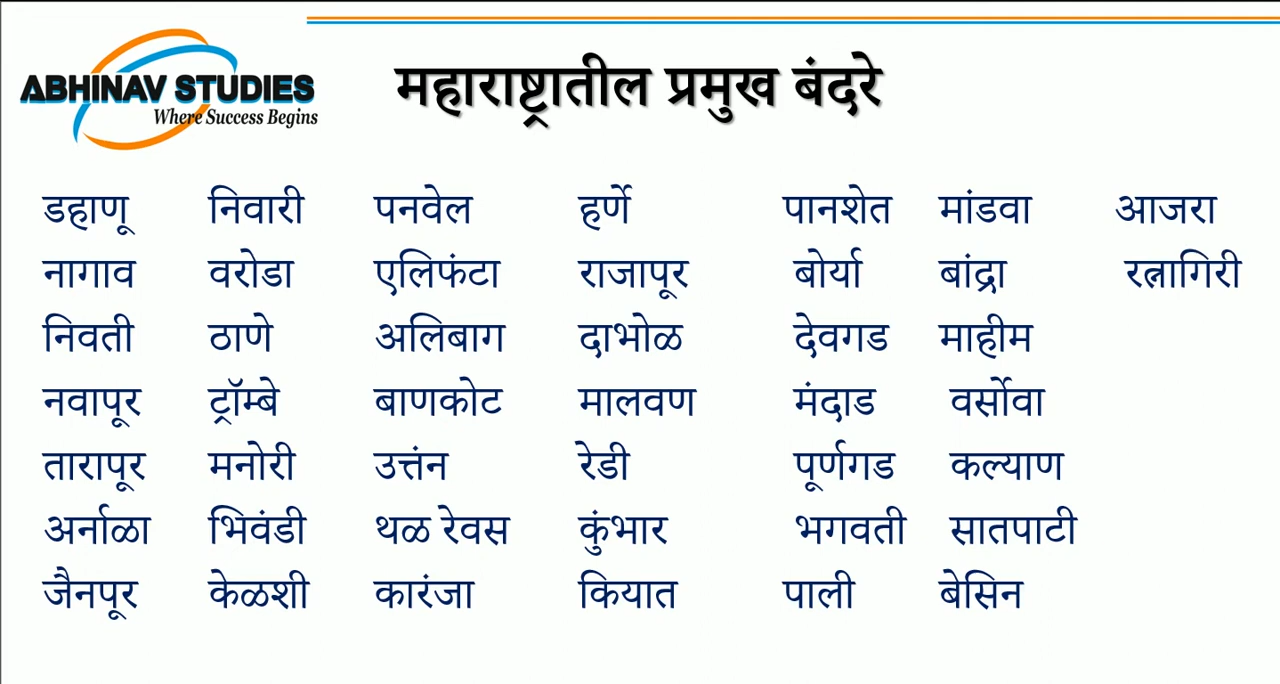 ABHINAV STUDIES
Where Success Begins
महाराष्ट्रातील प्रमुख बंदरे
डहाणू निवारी पनवेल हर्णे पानशेत मांडवा आजरा
नागाव वरोडा एलिफंटा राजापूर बोर्या बांद्रा रत्नागिरी
निवती ठाणे अलिबाग दाभोळ देवगड माहीम
नवापूर ट्रॉम्बे बाणकोट मालवण मंदाड वर्सोवा
तारापूर मनोरी उत्तंन रेडी पूर्णगड कल्याण
अर्नाळा भिवंडी थळ रेवस कुंभार भगवती सातपाटी
जैनपूर केळशी कारंजा कियात पाली बेसिन